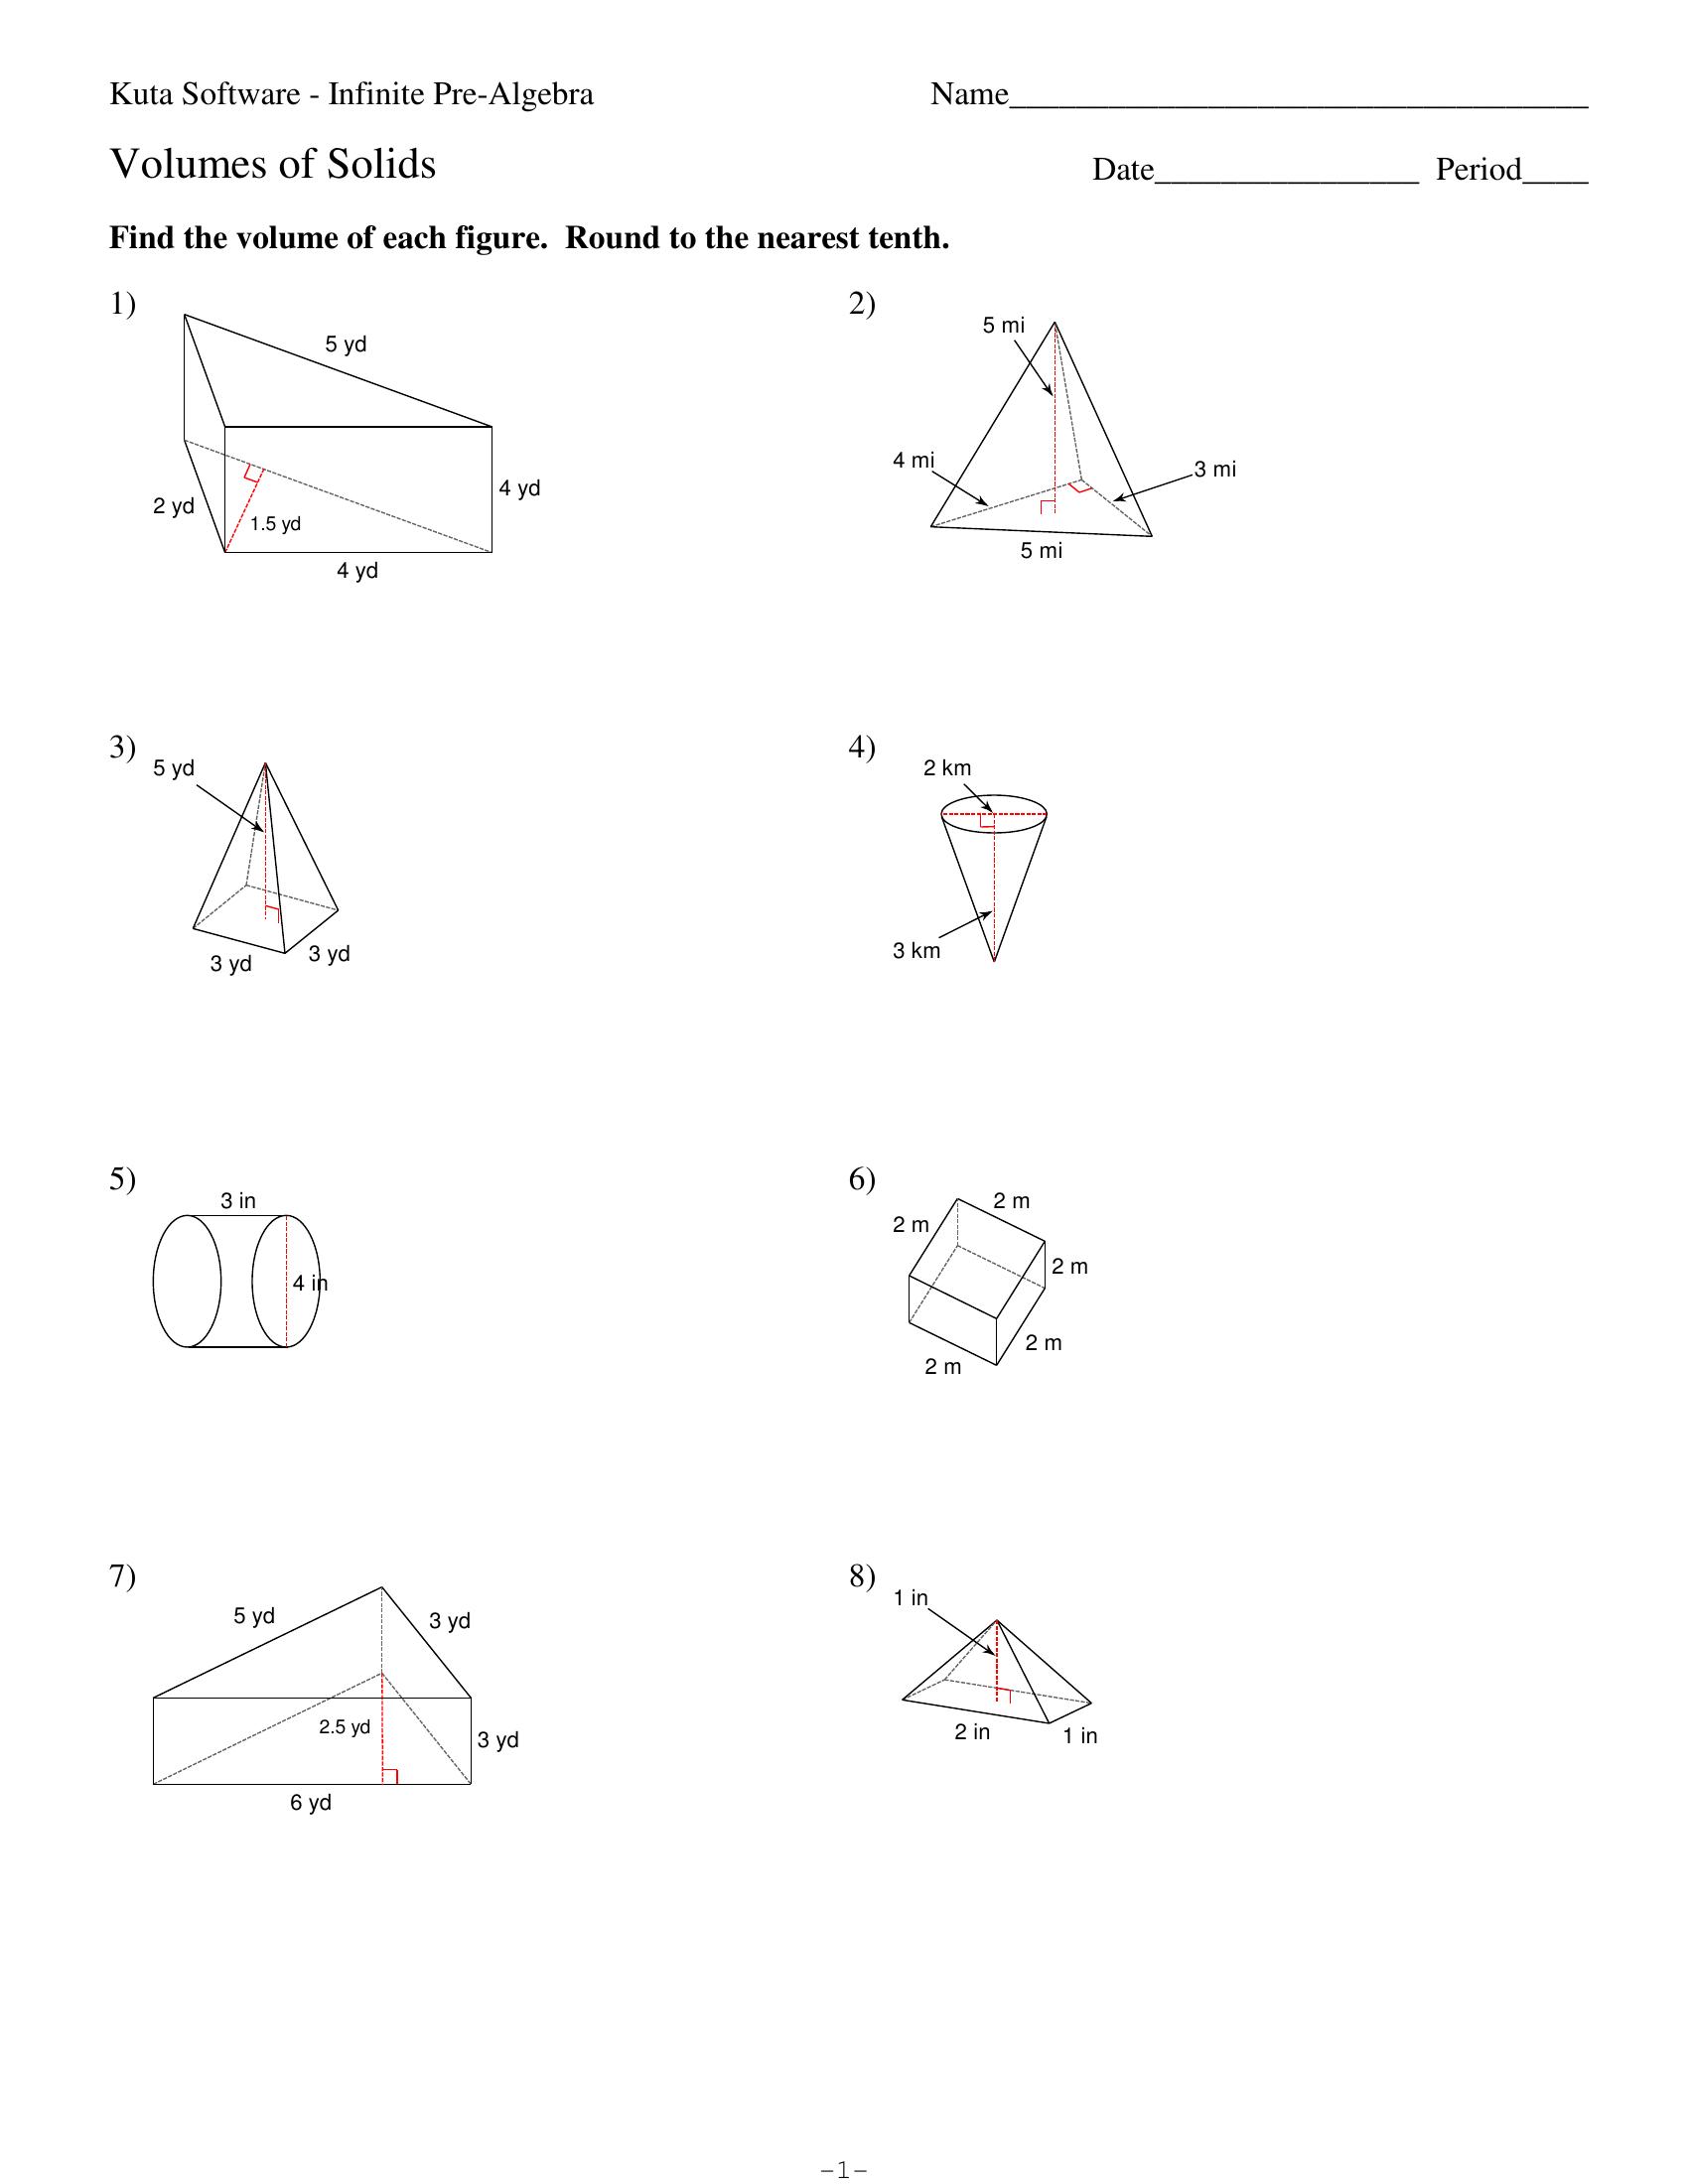 Kuta Software - Infinite Pre-Algebra
Name___________________________________
Volumes of Solids
Date________________ Period____
Find the volume of each figure.  Round to the nearest tenth.
1)
5 yd
4 yd
2 yd
1.5 yd
4 yd
2)
5 mi
4 mi
3 mi
5 mi
3)
5 yd
3 yd
3 yd
4)
2 km
3 km
5)
3 in
4 in
6)
2 m
2 m
2 m
2 m
2 m
7)
5 yd
3 yd
2.5 yd
3 yd
6 yd
8)
1 in
2 in
1 in
-1-